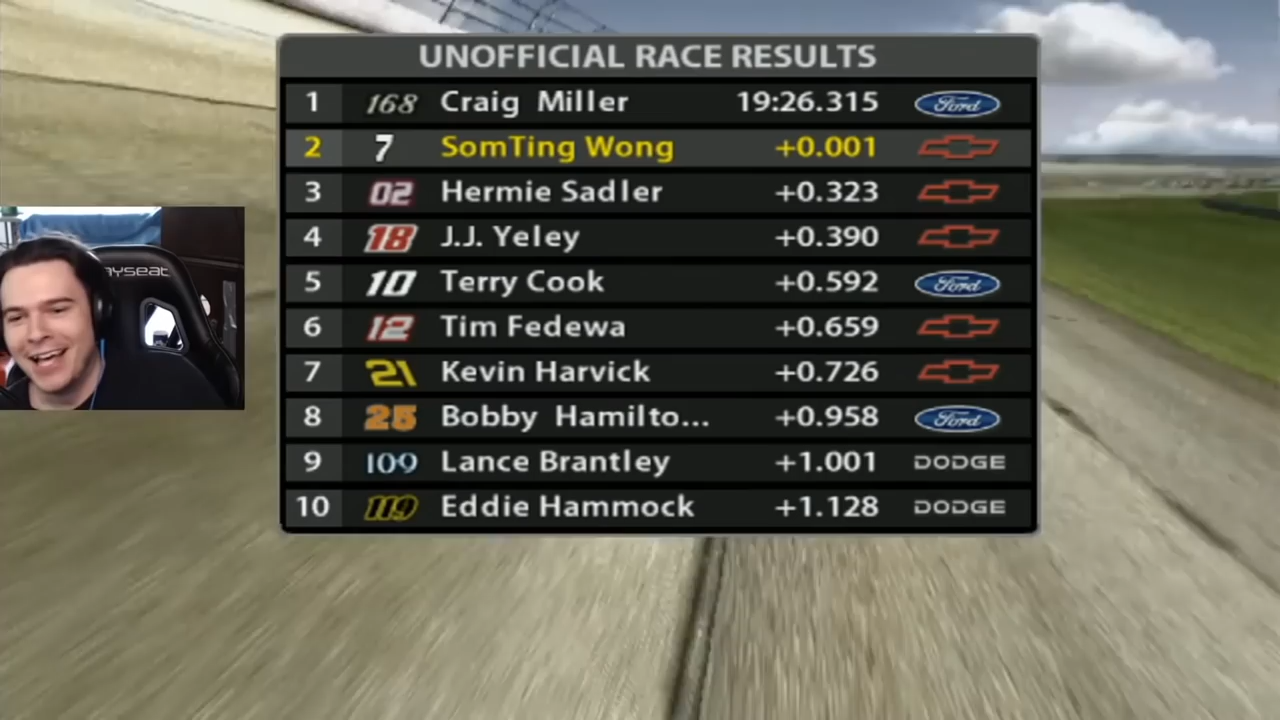 UNOFFICIAL RACE RESULTS
1 168 Craig Miller 19:26.315 Ford
2 7 SomTing Wong +0.001
3 02 Hermie Sadler +0.323
4 18 J.J. Yeley +0.390
5 10 Terry Cook +0.592 Ford
6 12 Tim Fedewa +0.659
7 21 Kevin Harvick +0.726
8 25 Bobby Hamilto... +0.958 Ford
9 109 Lance Brantley +1.001 DODGE
10 119 Eddie Hammock +1.128 DODGE
ayseat